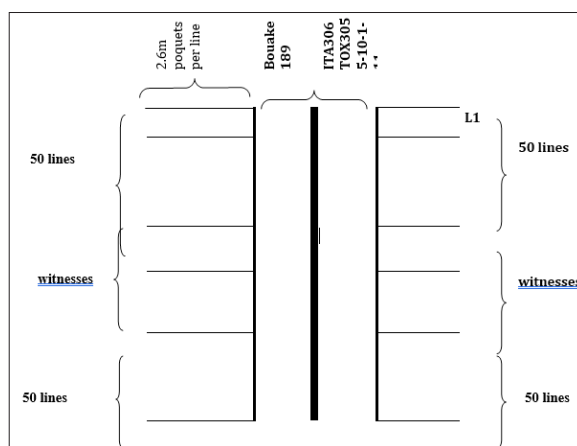 2.6m
poquets
per line
Bouake
189
ITA306
TOX305
5-10-1-
L1
50 lines
50 lines
witnesses
witnesses
50 lines
50 lines